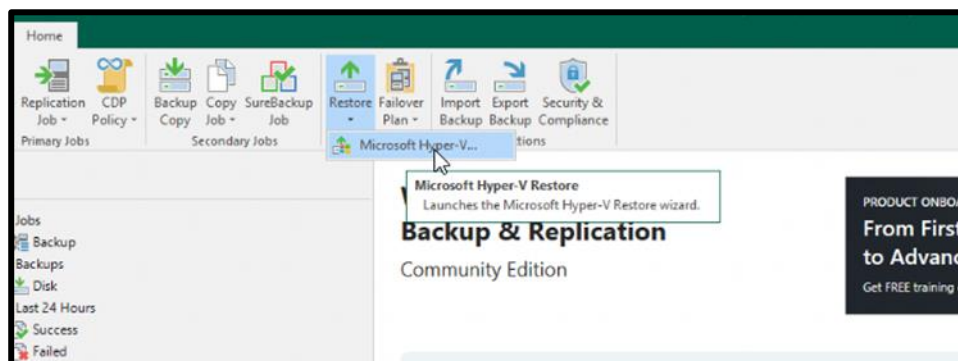 Home
Replication Job
CDP Policy
Backup Copy
Copy Job
SureBackup Job
Restore
Failover Plan
Import Backup
Export Backup
Security & Compliance
Primary Jobs
Secondary Jobs
tions
Microsoft Hyper-V...
Microsoft Hyper-V Restore
Launches the Microsoft Hyper-V Restore wizard.
Backup & Replication
Community Edition
PRODUCT ONBOA
From First
to Advanc
Get FREE training
Jobs
Backup
Backups
Disk
Last 24 Hours
Success
Failed